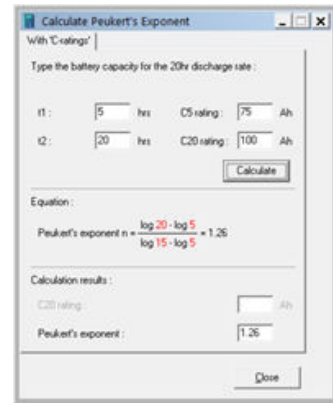 Calculate Peukert's Exponent
With 'C-ratings'
Type the battery capacity for the 20hr discharge rate :
t1 : 5 hrs C5 rating : 75 Ah
t2 : 20 hrs C20 rating : 100 Ah
Calculate
Equation :
log 20 - log 5
Peukert's exponent n = = 1.26
log 15 - log 5
Calculation results :
C20 rating : Ah
Peukert's exponent : 1.26
Close